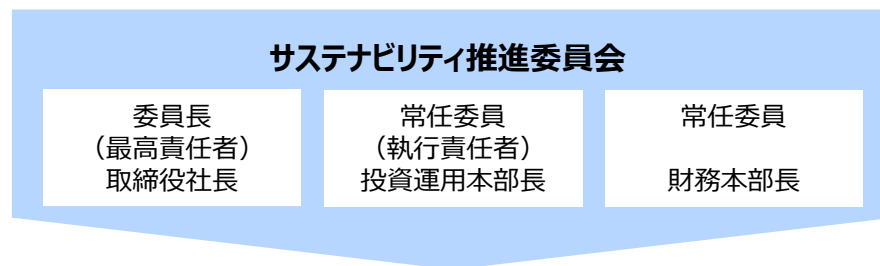 サステナビリティ推進委員会
委員長
（最高責任者）
取締役社長
常任委員
（執行責任者）
投資運用本部長
常任委員
財務本部長